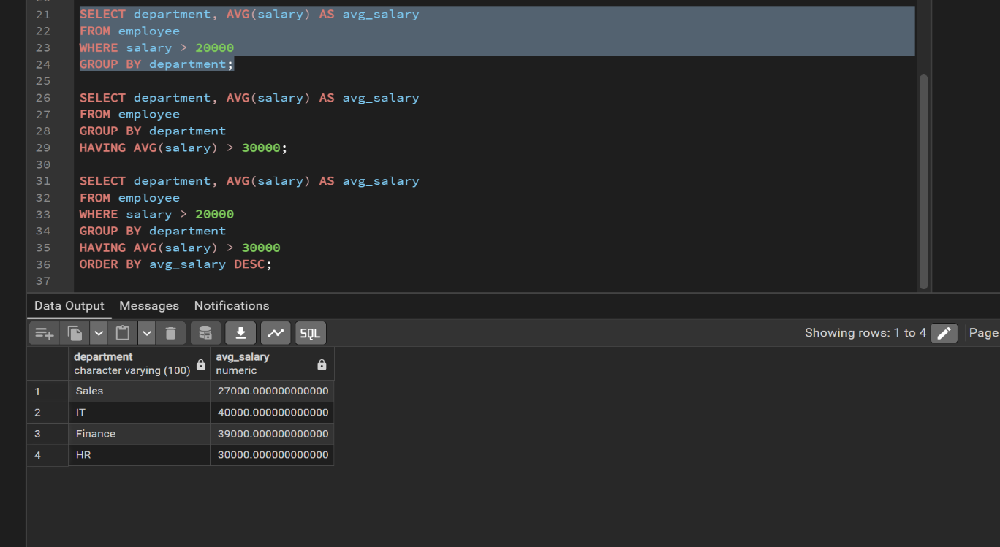 21 SELECT department, AVG(salary) AS avg_salary
22 FROM employee
23 WHERE salary > 20000
24 GROUP BY department;
25
26 SELECT department, AVG(salary) AS avg_salary
27 FROM employee
28 GROUP BY department
29 HAVING AVG(salary) > 30000;
30
31 SELECT department, AVG(salary) AS avg_salary
32 FROM employee
33 WHERE salary > 20000
34 GROUP BY department
35 HAVING AVG(salary) > 30000
36 ORDER BY avg_salary DESC;
37
Data Output Messages Notifications
SQL Showing rows: 1 to 4 Page
department avg_salary
character varying (100) numeric
1 Sales 27000.000000000000
2 IT 40000.000000000000
3 Finance 39000.000000000000
4 HR 30000.000000000000